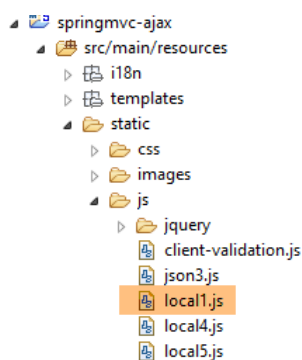 springmvc-ajax
src/main/resources
i18n
templates
static
css
images
js
jquery
client-validation.js
json3.js
local1.js
local4.js
local5.js